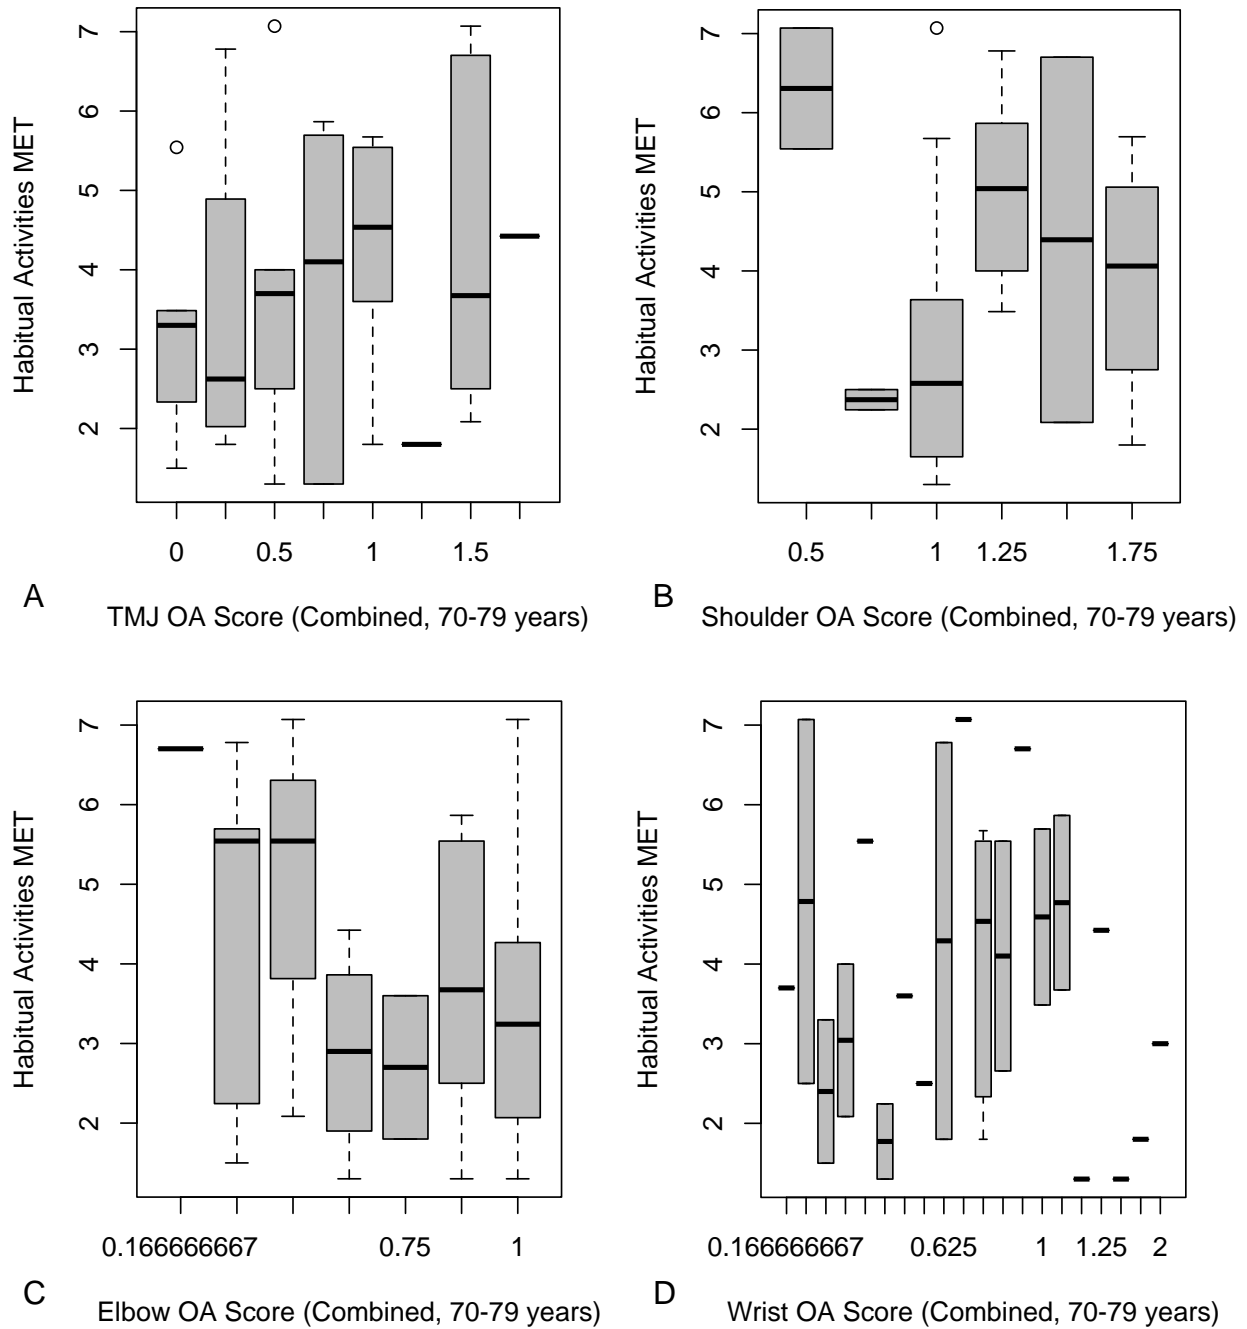 7
6
5
4
3
2
Habitual Activities MET
0 0.5 1 1.5
A TMJ OA Score (Combined, 70-79 years)
7
6
5
4
3
2
Habitual Activities MET
0.5 1 1.25 1.75
B Shoulder OA Score (Combined, 70-79 years)
7
6
5
4
3
2
Habitual Activities MET
0.166666667 0.75 1
C Elbow OA Score (Combined, 70-79 years)
7
6
5
4
3
2
Habitual Activities MET
0.166666667 0.625 1 1.25 2
D Wrist OA Score (Combined, 70-79 years)